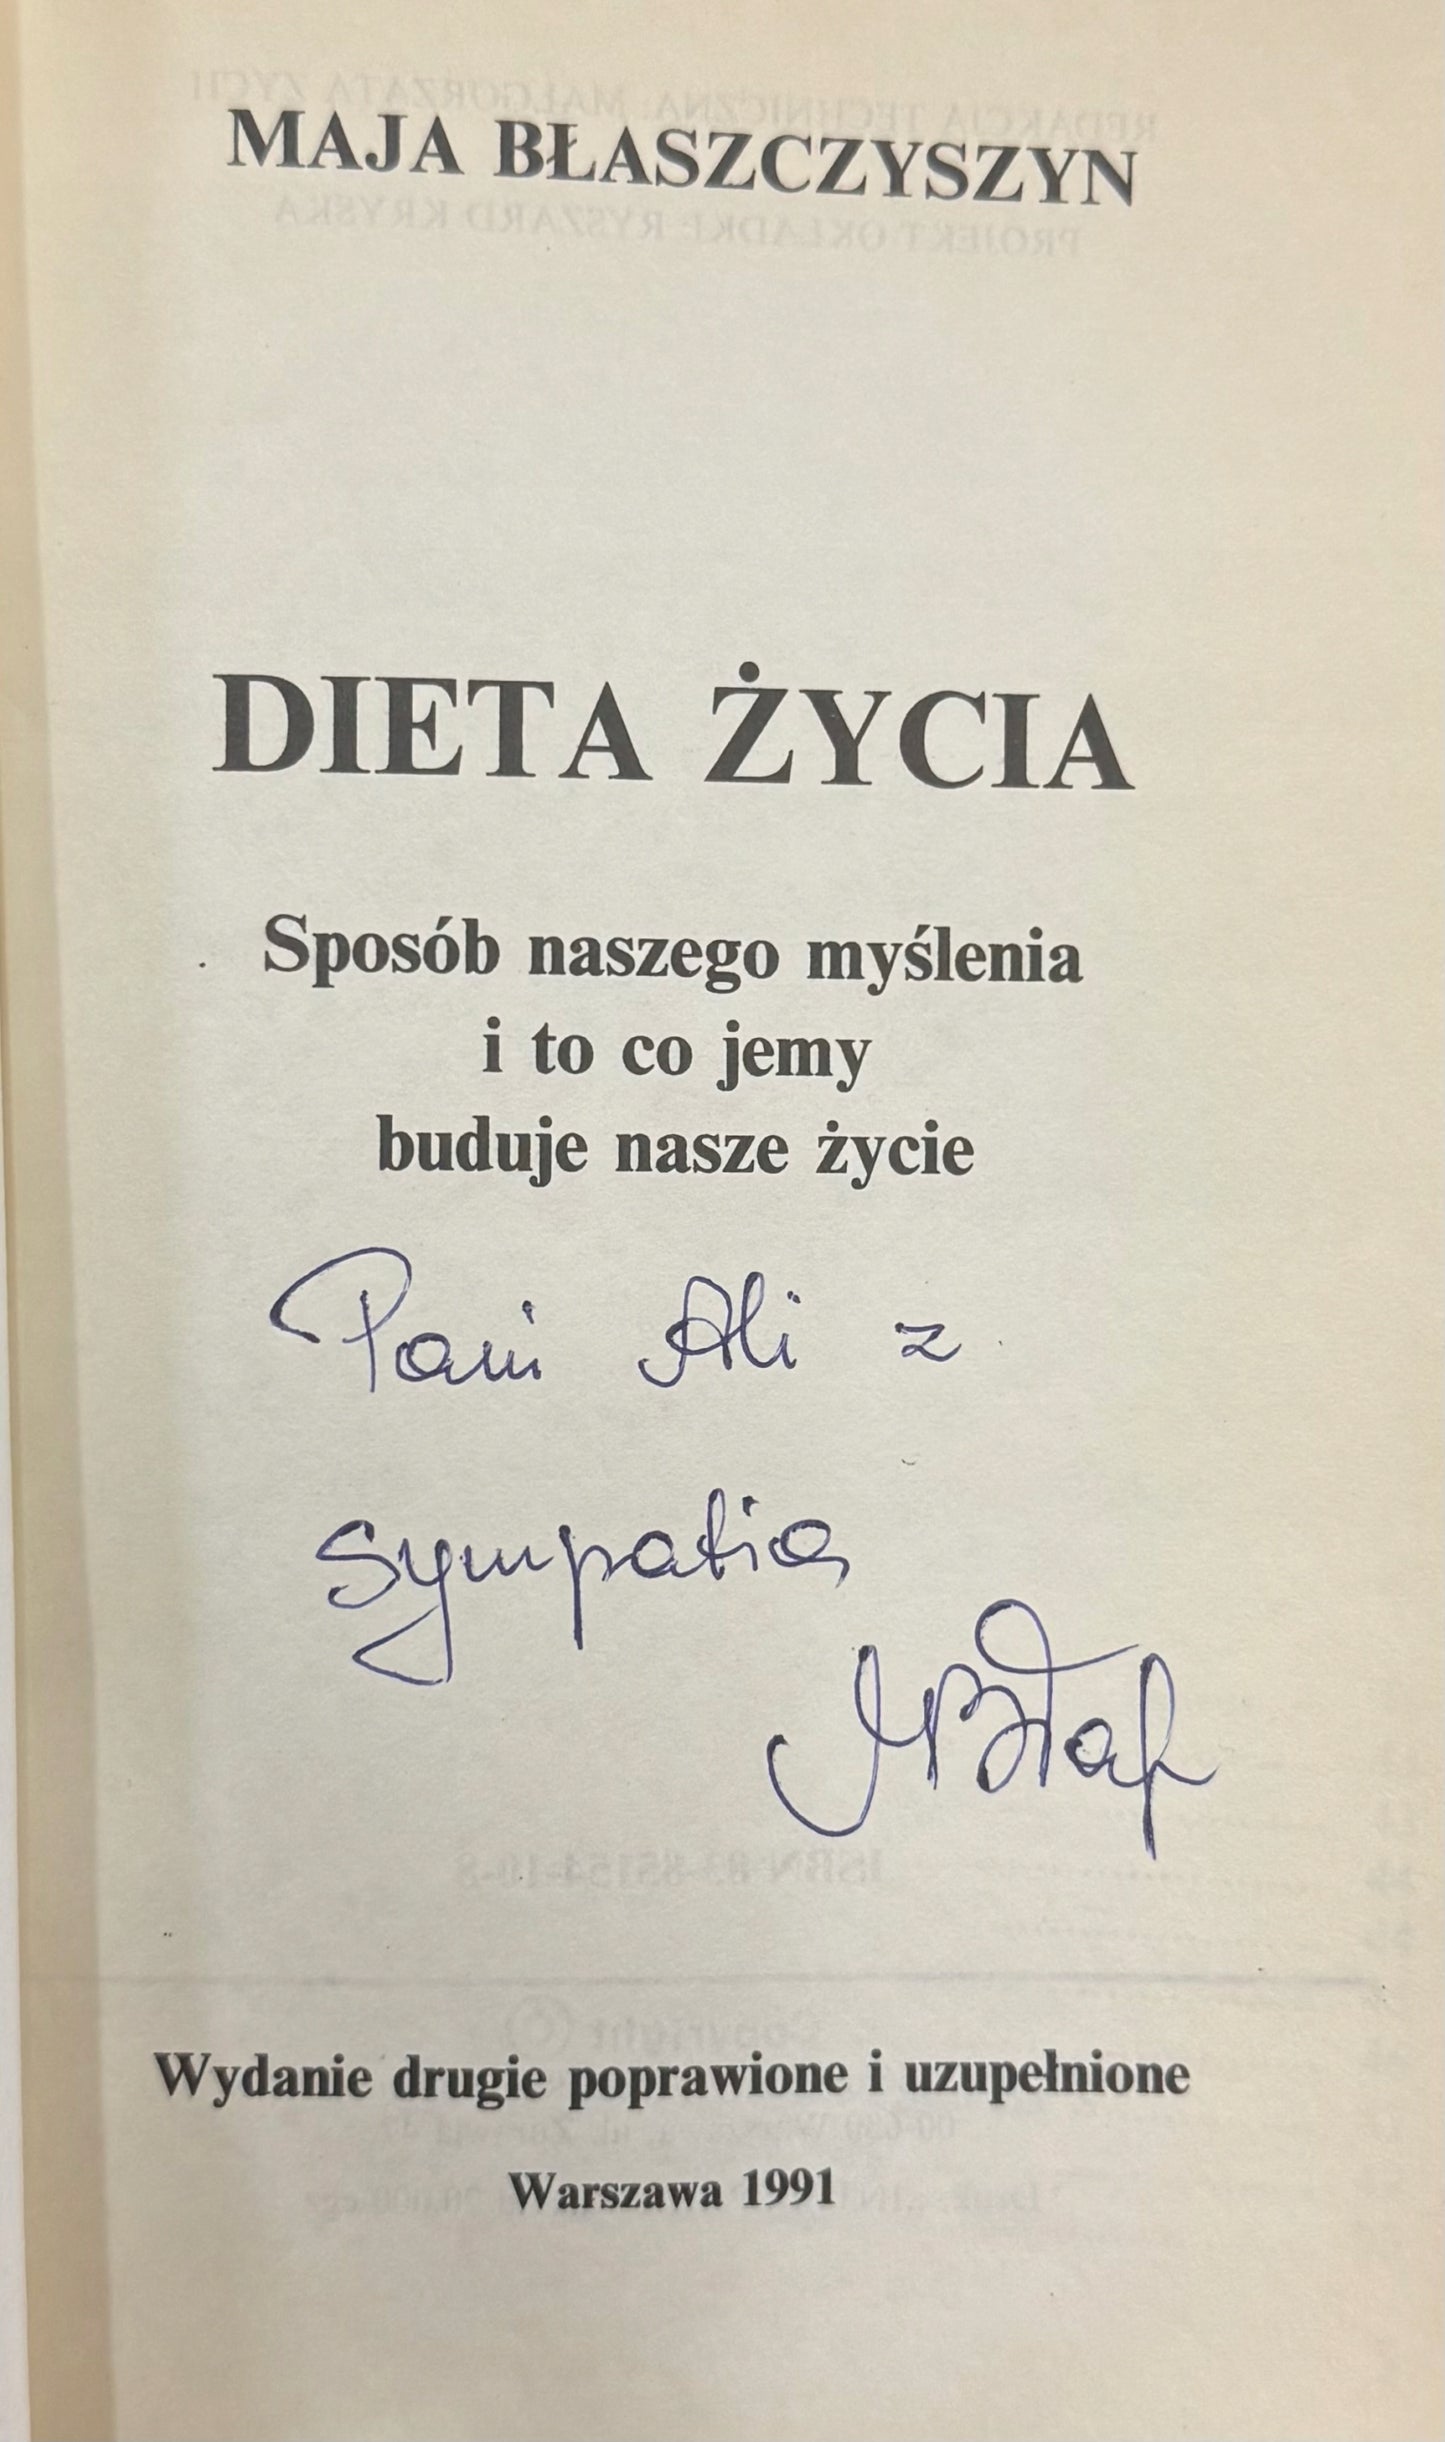 MAJA BŁASZCZYSZYN
DIETA ŻYCIA
Sposób naszego myślenia
i to co jemy
buduje nasze życie
Pani Ali z
sympatią
MBłaś
Wydanie drugie poprawione i uzupełnione
Warszawa 1991